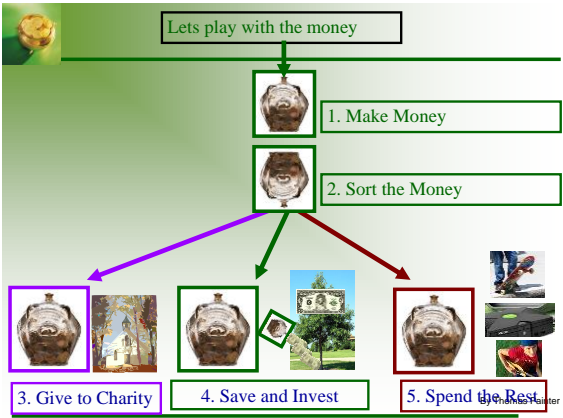 Lets play with the money
1. Make Money
2. Sort the Money
3. Give to Charity
4. Save and Invest
5. Spend the Rest
By Thomas Painter